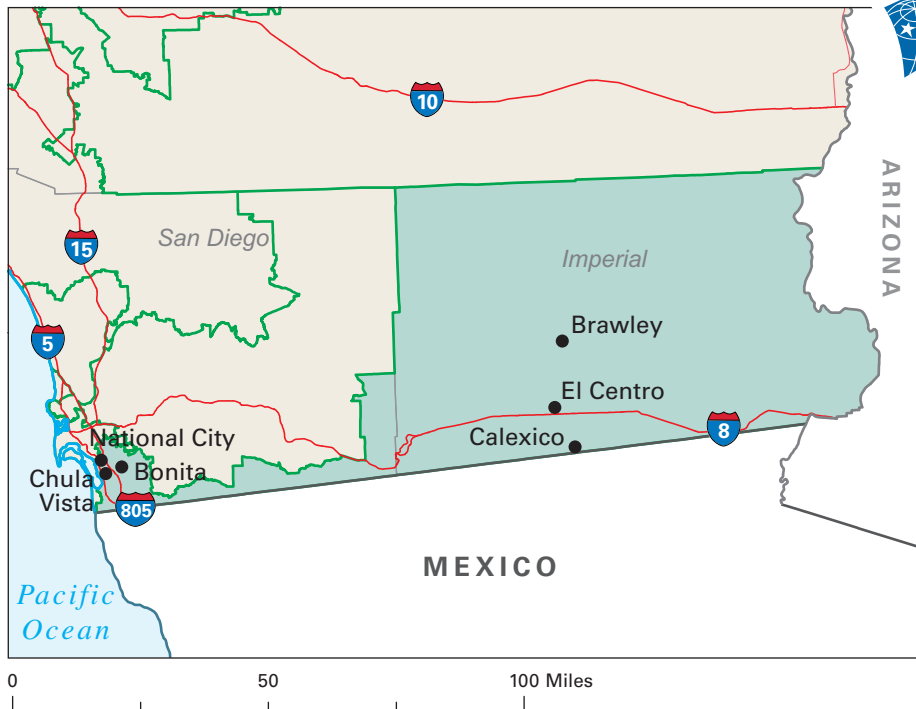 10
ARIZONA
San Diego
15
Imperial
5
Brawley
El Centro
8
National City
Calexico
Bonita
Chula
Vista
805
MEXICO
Pacific
Ocean
0
50
100 Miles